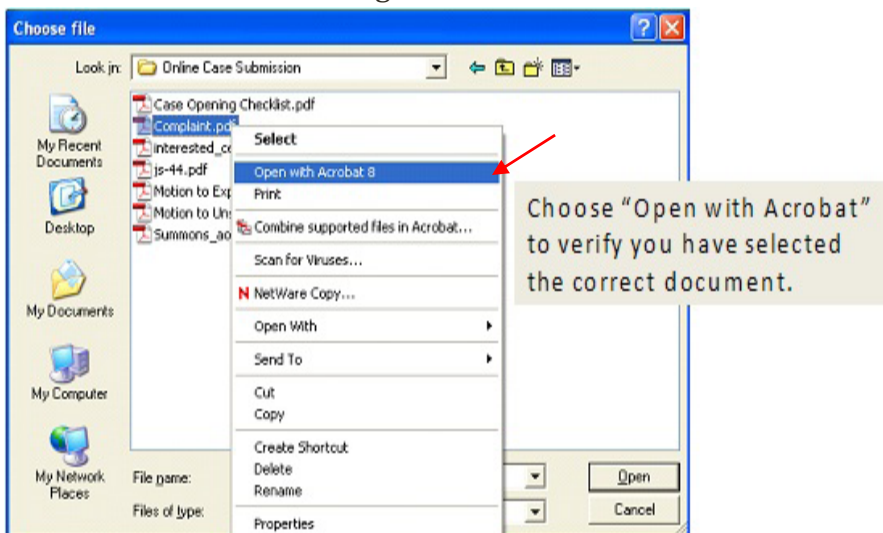 Choose file
Look in:
Online Case Submission
My Recent
Documents
Desktop
My Documents
My Computer
My Network
Places
Case Opening Checklist.pdf
Complaint.pdf
interested_ce
js-44.pdf
Motion to Exp
Motion to Uns
Summons_ao
Select
Open with Acrobat 8
Print
Combine supported files in Acrobat...
Scan for Viruses...
NetWare Copy...
Open With
Send To
Cut
Copy
Create Shortcut
Delete
Rename
Properties
Choose “Open with Acrobat”
to verify you have selected
the correct document.
File name:
Files of type:
Open
Cancel